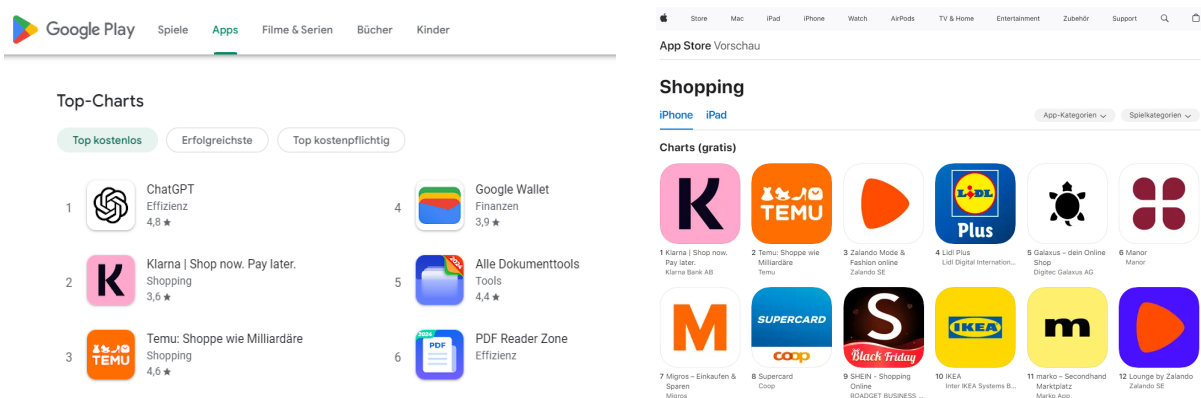 Google Play Spiele Apps Filme & Serien Bücher Kinder
Top-Charts
Top kostenlos Erfolgreichste Top kostenpflichtig
1 ChatGPT
Effizienz
4,8 ★
2 Klarna | Shop now. Pay later.
Shopping
3,6 ★
TEMU
3 Temu: Shoppe wie Milliardäre
Shopping
4,6 ★
4 Google Wallet
Finanzen
3,9 ★
2024
5 Alle Dokumenttools
Tools
4,4 ★
2024
PDF
6 PDF Reader Zone
Effizienz
Store Mac iPad iPhone Watch AirPods TV & Home Entertainment Zubehör Support
App Store Vorschau
Shopping
iPhone iPad
App-Kategorien Spielkategorien
Charts (gratis)
K
TEMU
LIDL
Plus
1 Klarna | Shop now.
Pay later.
Klarna Bank AB
2 Temu: Shoppe wie
Milliardäre
Temu
3 Zalando Mode &
Fashion online
Zalando SE
4 Lidl Plus
Lidl Digital Internation...
5 Galaxus – dein Online
Shop
Digitec Galaxus AG
6 Manor
Manor
M
SUPERCARD
coop
S
Black Friday
IKEA
m
7 Migros – Einkaufen &
Sparen
Migros
8 Supercard
Coop
9 SHEIN - Shopping
Online
ROADGET BUSINESS ...
10 IKEA
Inter IKEA Systems B...
11 marko – Secondhand
Marktplatz
Marko App
12 Lounge by Zalando
Zalando SE